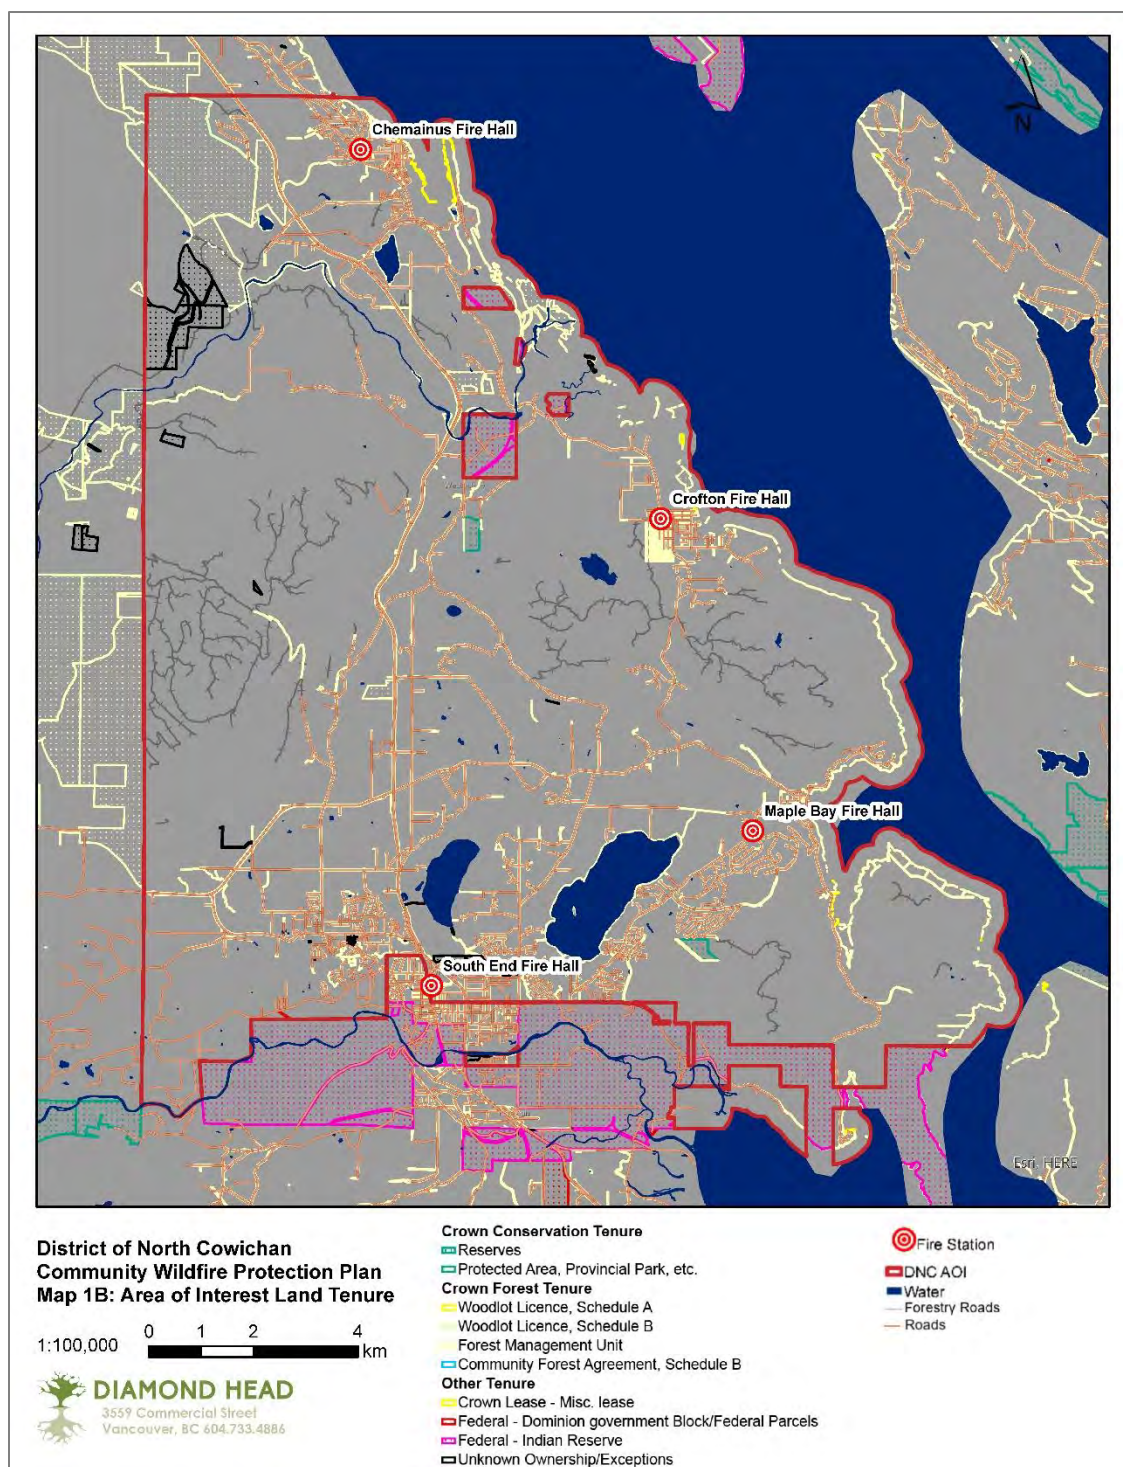 N
Chemainus Fire Hall
Crofton Fire Hall
Maple Bay Fire Hall
South End Fire Hall
Esri, HERE
District of North Cowichan
Community Wildfire Protection Plan
Map 1B: Area of Interest Land Tenure
1:100,000
0 1 2 4
km
DIAMOND HEAD
3559 Commercial Street
Vancouver, BC 604.733.4886
Crown Conservation Tenure
Reserves
Protected Area, Provincial Park, etc.
Crown Forest Tenure
Woodlot Licence, Schedule A
Woodlot Licence, Schedule B
Forest Management Unit
Community Forest Agreement, Schedule B
Other Tenure
Crown Lease - Misc. lease
Federal - Dominion government Block/Federal Parcels
Federal - Indian Reserve
Unknown Ownership/Exceptions
Fire Station
DNC AOI
Water
Forestry Roads
Roads